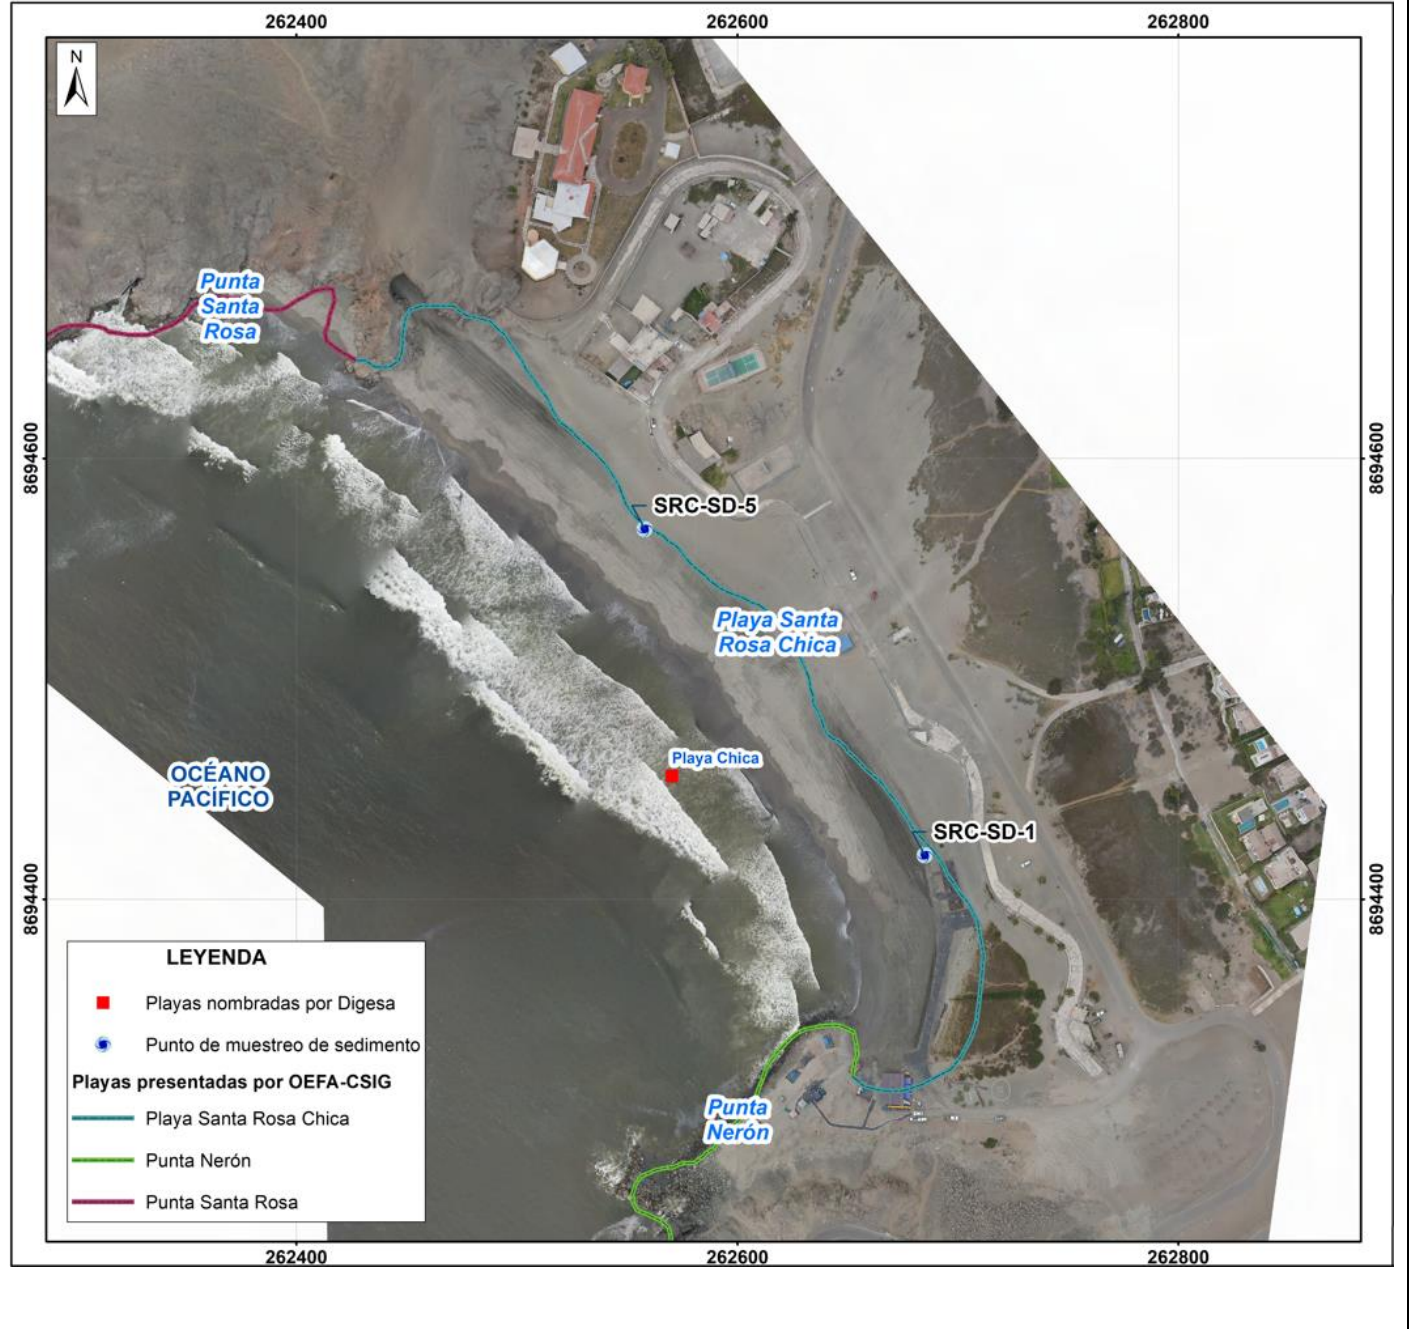 262400
262600
262800
N
Punta
Santa
Rosa
8694600
8694600
SRC-SD-5
Playa Santa
Rosa Chica
Playa Chica
OCÉANO
PACÍFICO
SRC-SD-1
8694400
8694400
LEYENDA
Playas nombradas por Digesa
Punto de muestreo de sedimento
Playas presentadas por OEFA-CSIG
Playa Santa Rosa Chica
Punta Nerón
Punta Santa Rosa
Punta
Nerón
262400
262600
262800